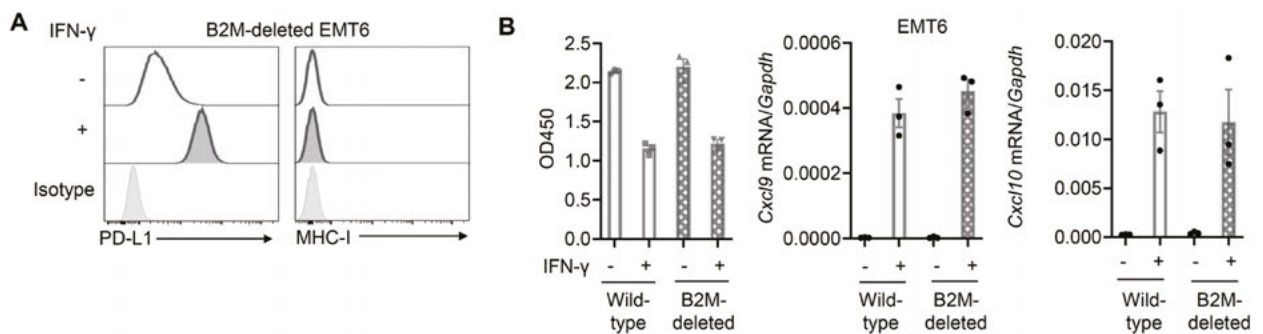 A
IFN-γ
B2M-deleted EMT6
-
+
Isotype
PD-L1
MHC-I
B
EMT6
OD450
2.5
2.0
1.5
1.0
0.5
0.0
IFN-γ
- + - +
Wild-
type
B2M-
deleted
Cxcl9 mRNA/Gapdh
0.0006
0.0004
0.0002
0.0000
- + - +
Wild-
type
B2M-
deleted
Cxcl10 mRNA/Gapdh
0.020
0.015
0.010
0.005
0.000
- + - +
Wild-
type
B2M-
deleted